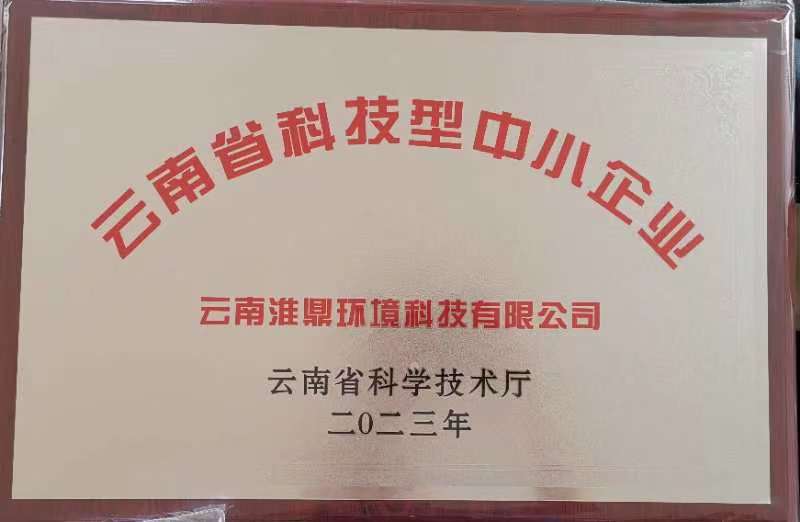 云南省科技型中小企业
云南淮鼎环境科技有限公司
云南省科学技术厅
二0二三年